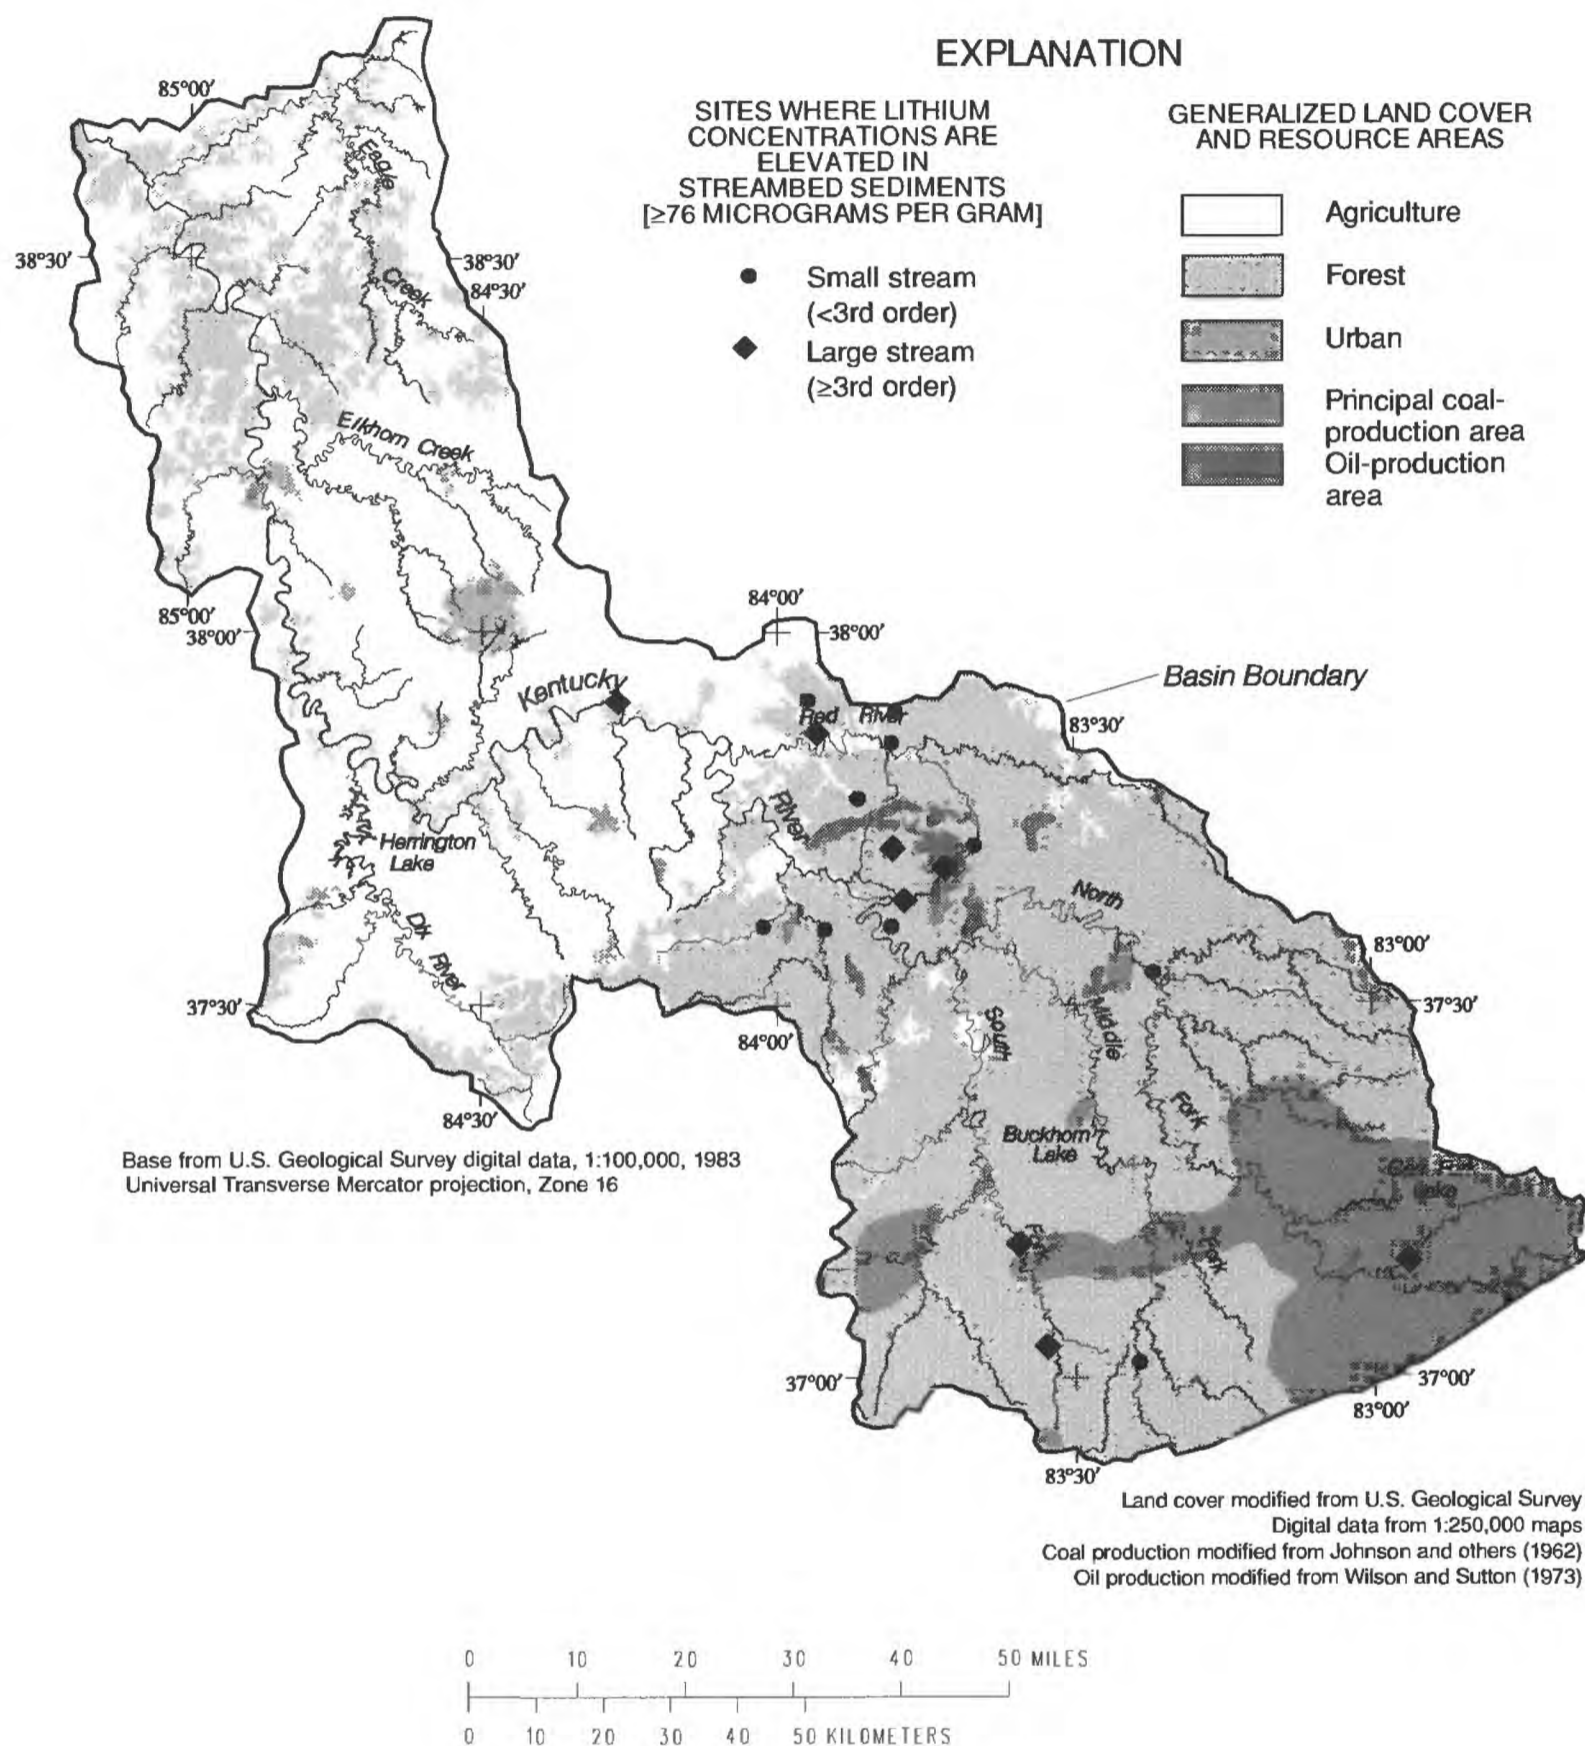 EXPLANATION
SITES WHERE LITHIUM
CONCENTRATIONS ARE
ELEVATED IN
STREAMBED SEDIMENTS
[≥76 MICROGRAMS PER GRAM]
Small stream
(<3rd order)
Large stream
(≥3rd order)
GENERALIZED LAND COVER
AND RESOURCE AREAS
Agriculture
Forest
Urban
Principal coal-
production area
Oil-production
area
85°00'
Eagle
38°30'
38°30'
Creek
84°30'
Elkhorn Creek
85°00'
38°00'
84°00'
38°00'
Basin Boundary
Kentucky
Red River
83°30'
River
Herrington
Lake
North
Dix
River
83°00'
37°30'
37°30'
84°00'
South
Middle
84°30'
Fork
Buckhorn
Lake
Lake
Fork
Fork
37°00'
37°00'
83°00'
83°30'
Base from U.S. Geological Survey digital data, 1:100,000, 1983
Universal Transverse Mercator projection, Zone 16
Land cover modified from U.S. Geological Survey
Digital data from 1:250,000 maps
Coal production modified from Johnson and others (1962)
Oil production modified from Wilson and Sutton (1973)
0 10 20 30 40 50 MILES
0 10 20 30 40 50 KILOMETERS